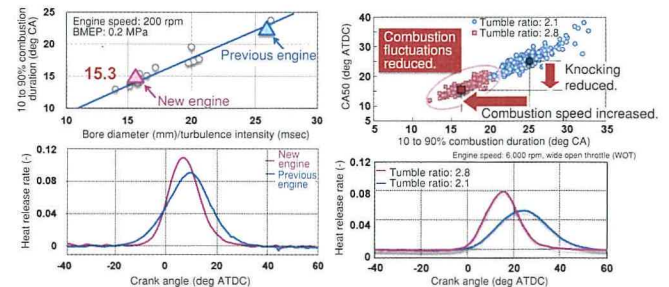 10 to 90% combustion
duration (deg CA)
25
20
15
10
Engine speed: 200 rpm
BMEP: 0.2 MPa
15.3
New engine
Previous engine
10
15
20
25
30
Bore diameter (mm)/turbulence intensity (msec)
CA50 (deg ATDC)
40
30
20
10
5
Combustion
fluctuations
reduced.
Tumble ratio: 2.1
Tumble ratio: 2.8
Knocking
reduced.
Combustion speed increased.
5
10
15
20
25
30
35
10 to 90% combustion duration (deg CA)
Heat release rate (-)
0.12
0.08
0.04
0
New
engine
Previous
engine
-40
-20
0
20
40
60
Crank angle (deg ATDC)
Engine speed: 6,000 rpm, wide open throttle (WOT)
Heat release rate (-)
0.12
0.08
0.04
0
Tumble ratio: 2.8
Tumble ratio: 2.1
-40
-20
0
20
40
60
Crank angle (deg ATDC)